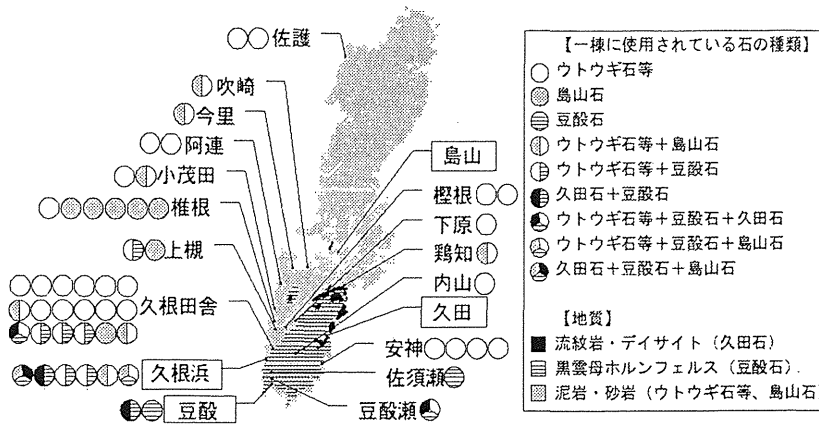 佐護
吹崎
今里
阿連
小茂田
椎根
上槻
久根田舎
久根浜
豆酘
島山
樫根
下原
鶏知
内山
久田
安神
佐須瀬
豆酘瀬
【一棟に使用されている石の種類】
ウトウギ石等
島山石
豆酘石
ウトウギ石等+島山石
ウトウギ石等+豆酘石
久田石+豆酘石
ウトウギ石等+豆酘石+久田石
ウトウギ石等+豆酘石+島山石
久田石+豆酘石+島山石
【地質】
流紋岩・デイサイト(久田石)
黒雲母ホルンフェルス(豆酘石).
泥岩・砂岩(ウトウギ石等、島山石)